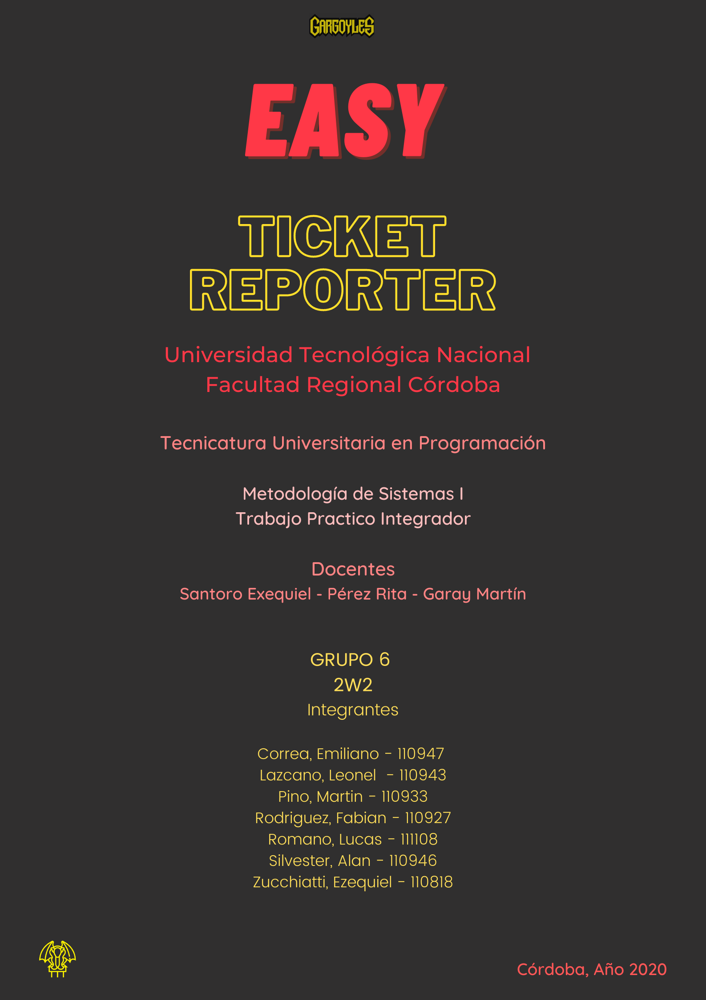 GARGOYLES
EASY
TICKET
REPORTER
Universidad Tecnológica Nacional
Facultad Regional Córdoba
Tecnicatura Universitaria en Programación
Metodología de Sistemas I
Trabajo Practico Integrador
Docentes
Santoro Exequiel - Pérez Rita - Garay Martín
GRUPO 6
2W2
Integrantes
Correa, Emiliano - 110947
Lazcano, Leonel - 110943
Pino, Martin - 110933
Rodriguez, Fabian - 110927
Romano, Lucas - 111108
Silvester, Alan - 110946
Zucchiatti, Ezequiel - 110818
Córdoba, Año 2020